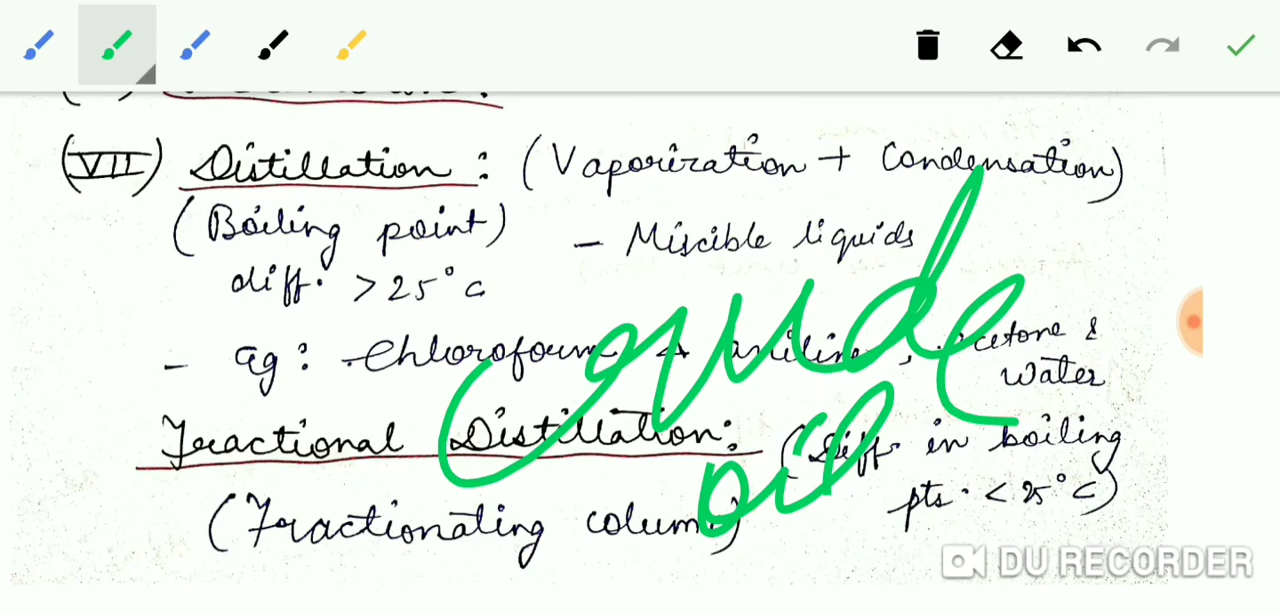 (VII) Distillation : (Vaporization + Condensation)
(Boiling point) - Miscible liquids
diff. > 25°C
- eg: - Chloroform + aniline, acetone & water
Fractional Distillation: (Diff. in boiling pts. < 25°C)
(Fractionating column)
crude
oil
DU RECORDER